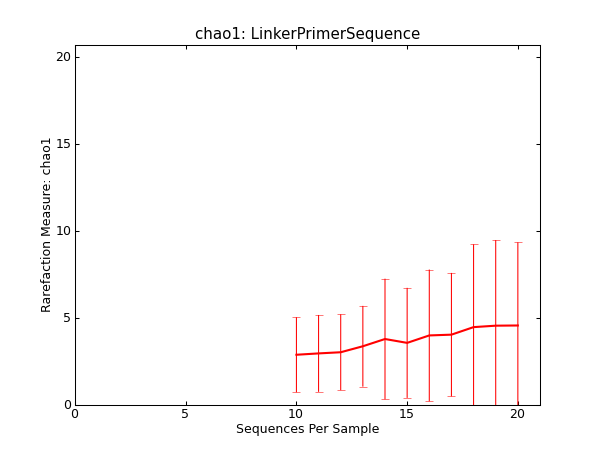 chao1: LinkerPrimerSequence
20
15
10
5
0
Rarefaction Measure: chao1
0 5 10 15 20
Sequences Per Sample